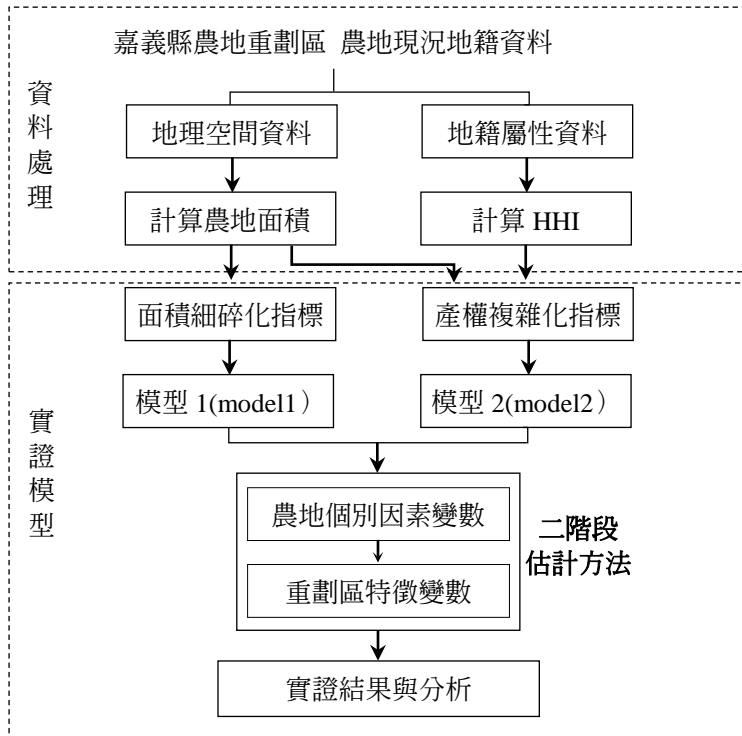 嘉義縣農地重劃區 農地現況地籍資料
資料處理
地理空間資料
地籍屬性資料
計算農地面積
計算 HHI
實證模型
面積細碎化指標
產權複雜化指標
模型 1(model1）
模型 2(model2）
農地個別因素變數
重劃區特徵變數
二階段
估計方法
實證結果與分析